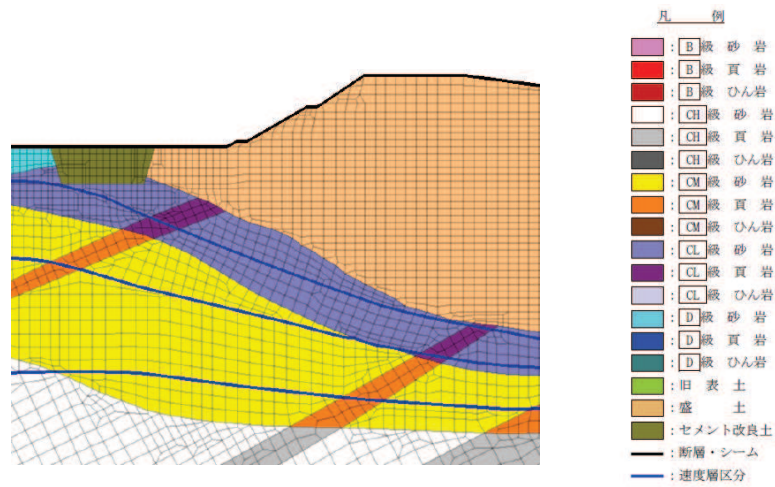 凡 例
: B 級 砂 岩
: B 級 頁 岩
: B 級 ひん岩
: CH 級 砂 岩
: CH 級 頁 岩
: CH 級 ひん岩
: CM 級 砂 岩
: CM 級 頁 岩
: CM 級 ひん岩
: CL 級 砂 岩
: CL 級 頁 岩
: CL 級 ひん岩
: D 級 砂 岩
: D 級 頁 岩
: D 級 ひん岩
: 旧 表 土
: 盛 土
: セメント改良土
: 断層・シーム
: 速度層区分